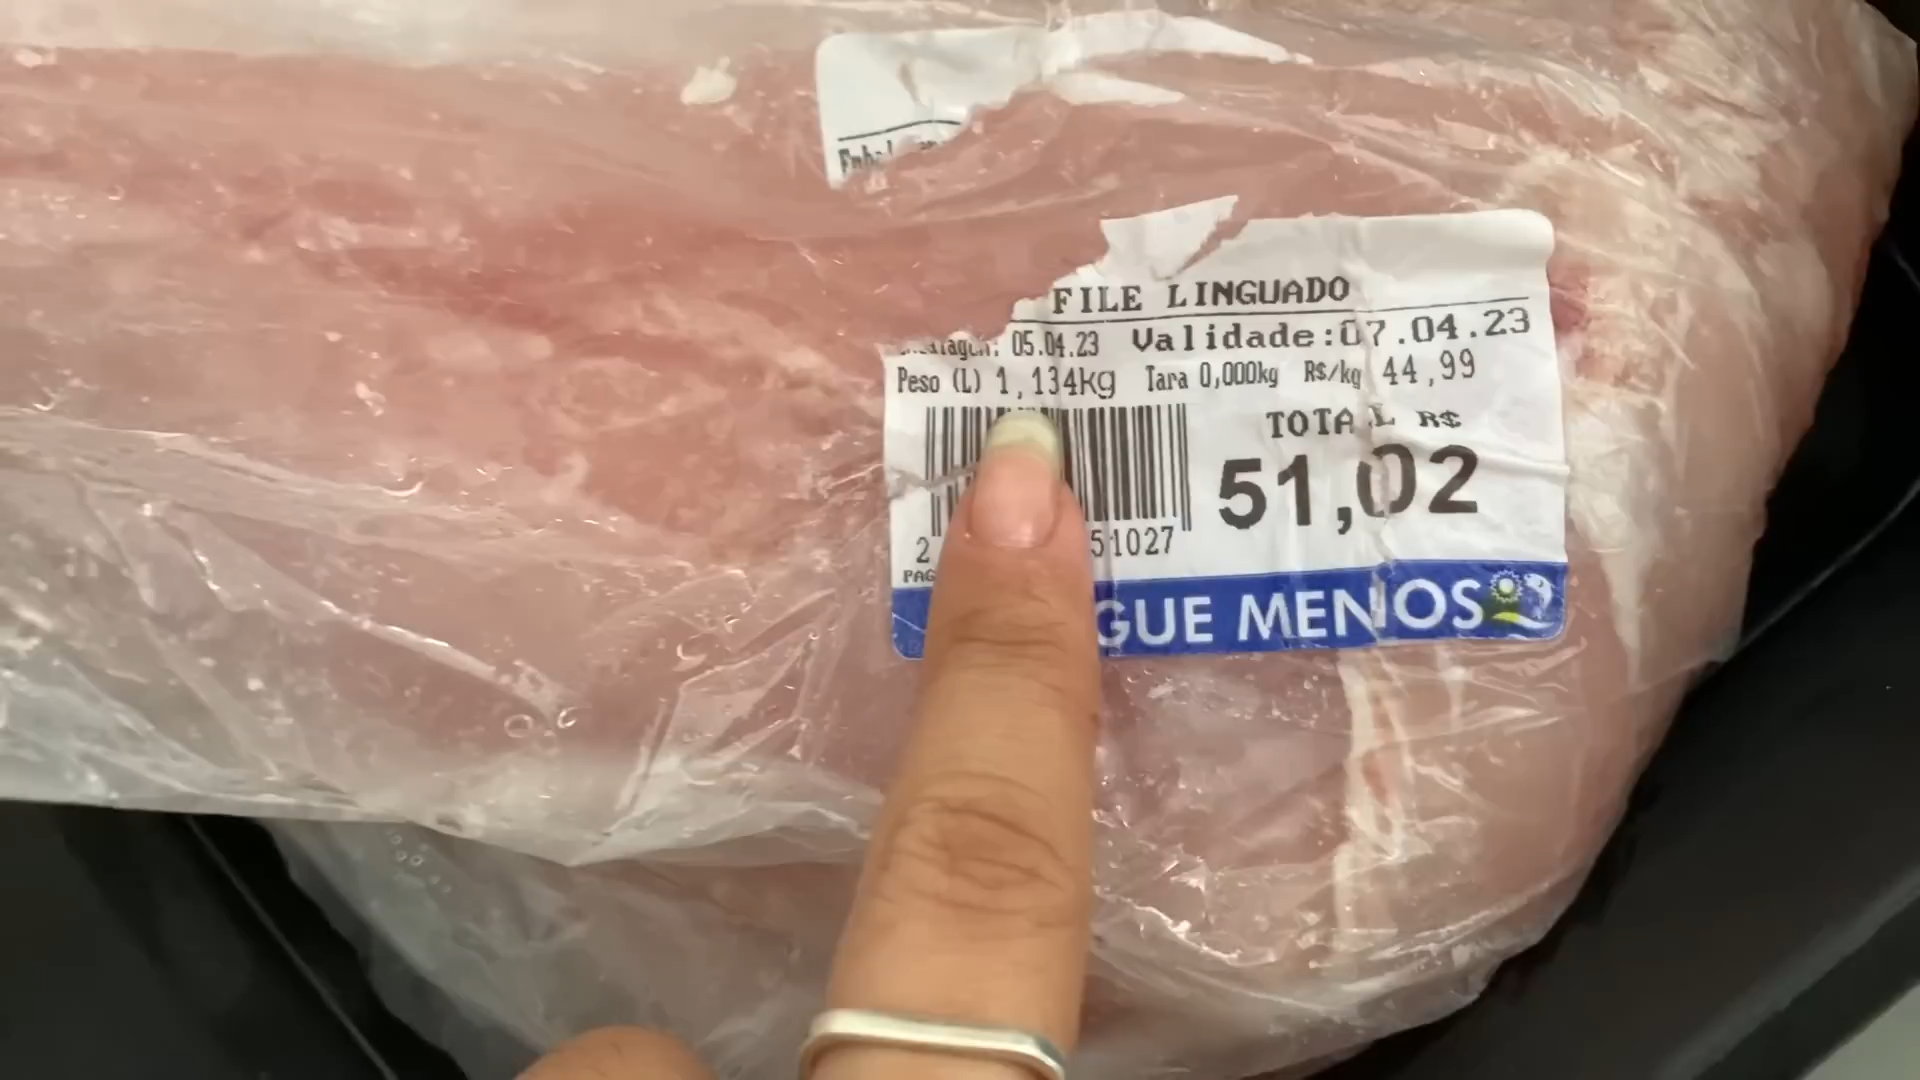 FILE LINGUADO
05.04.23 Validade:07.04.23
Peso (L) 1,134kg Tara 0,000kg R$/kg 44,99
TOTAL R$
51,02
2 51027
PAG
GUE MENOS